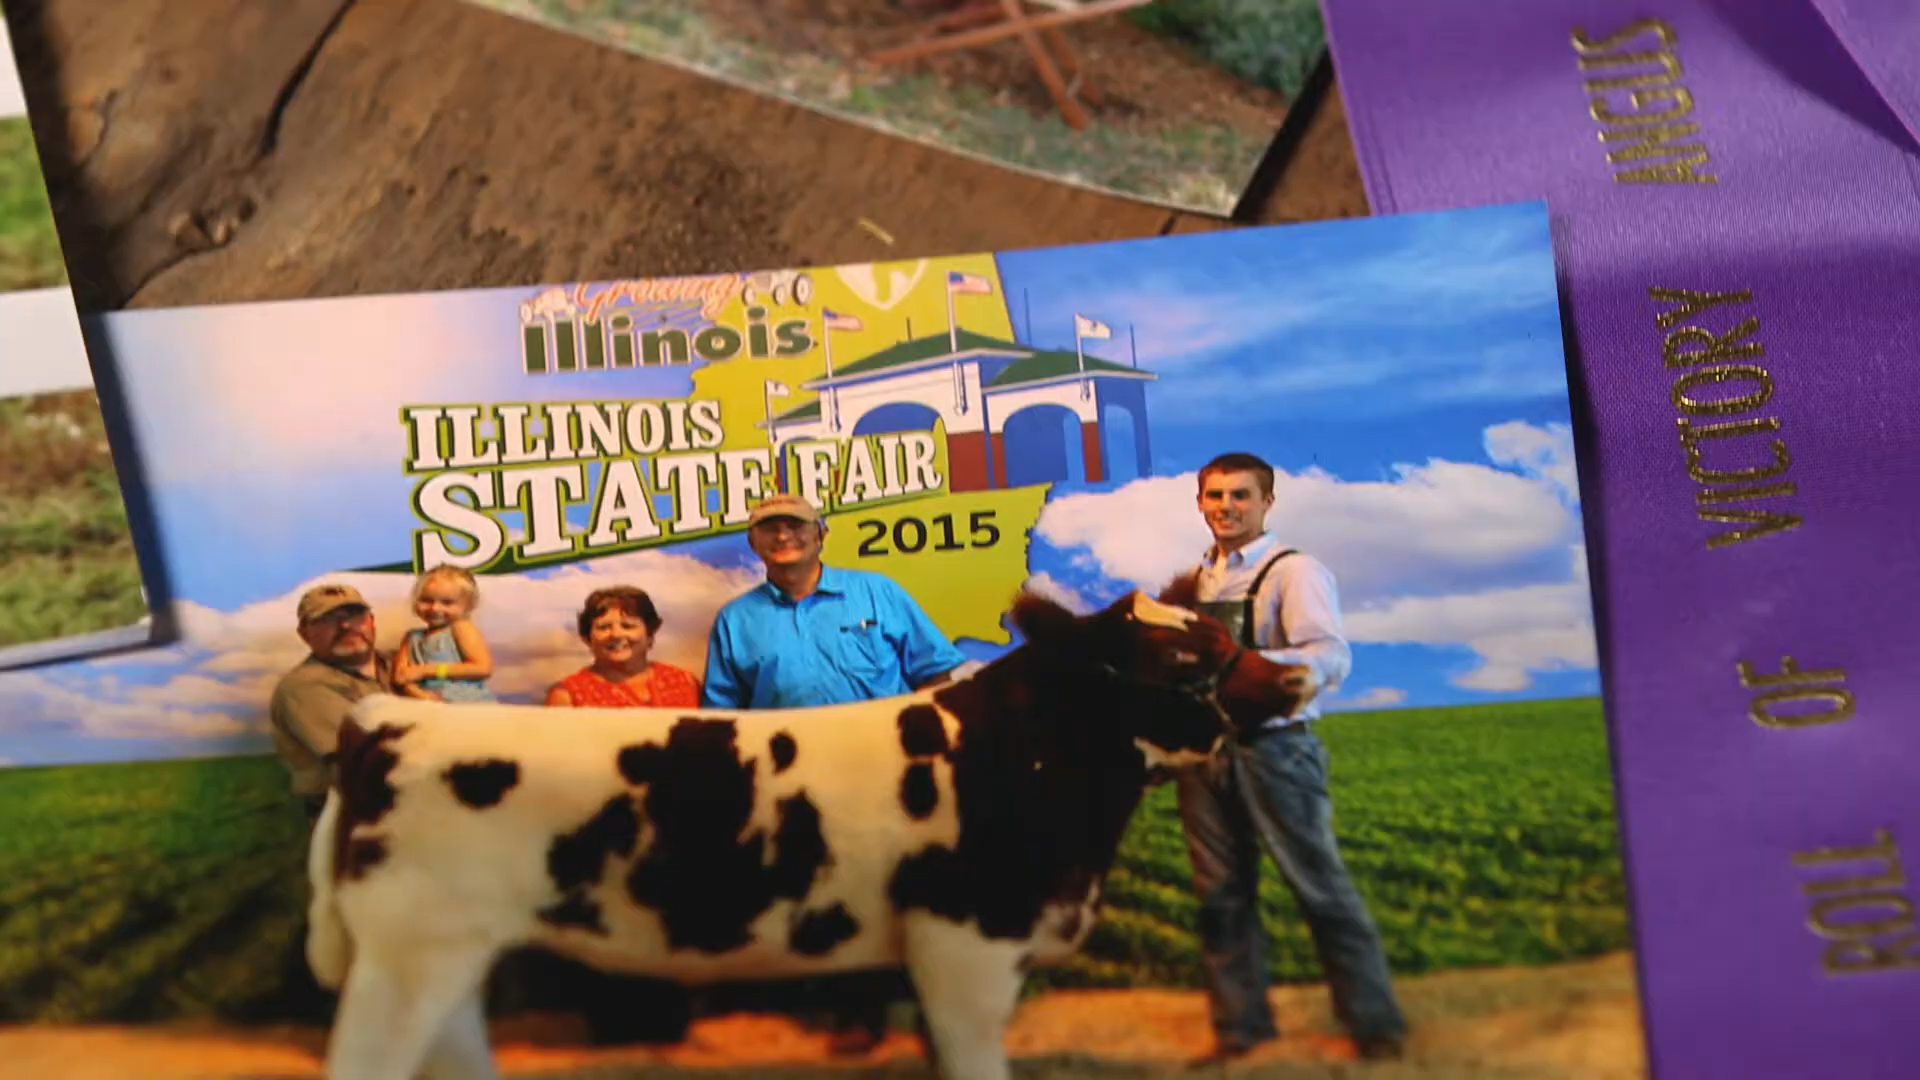 Growing
Illinois
ILLINOIS
STATE FAIR
2015
ROLL OF VICTORY ANGUS